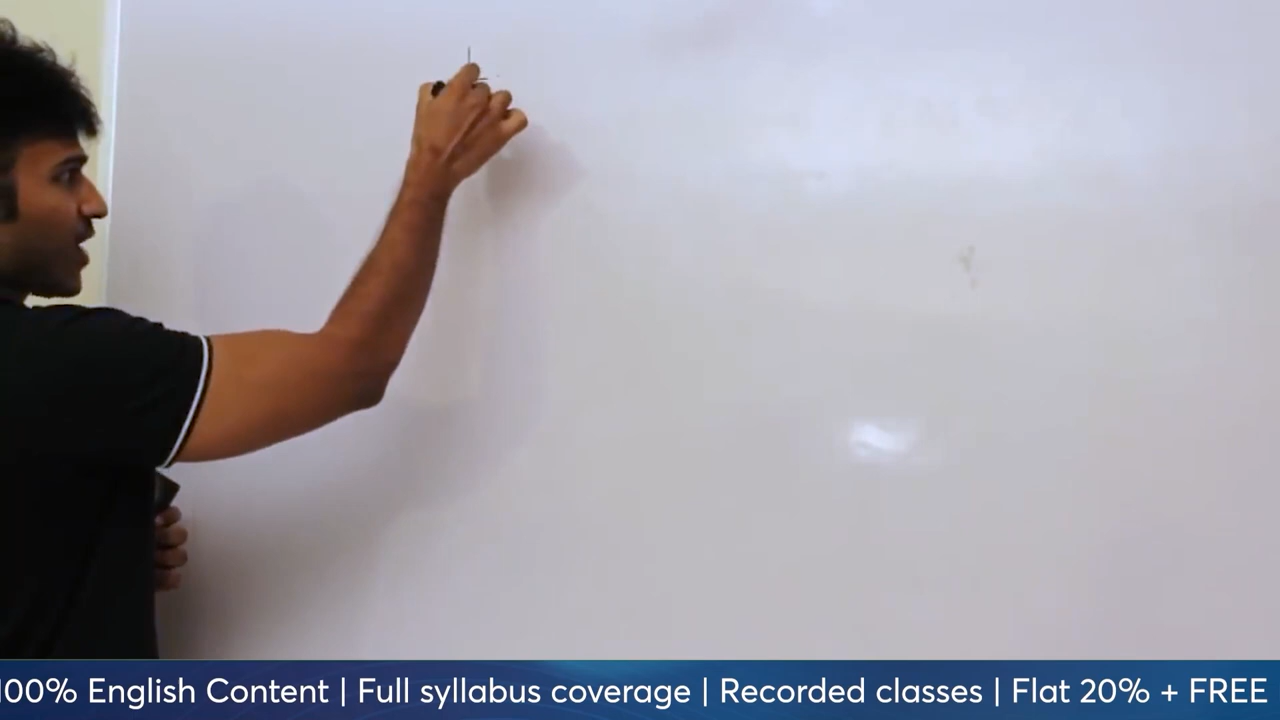 100% English Content | Full syllabus coverage | Recorded classes | Flat 20% + FREE